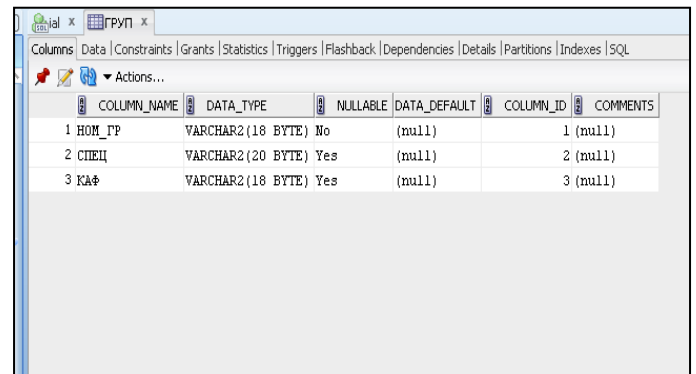 ial x ГРУП x
Columns Data Constraints Grants Statistics Triggers Flashback Dependencies Details Partitions Indexes SQL
Actions...
COLUMN_NAME DATA_TYPE NULLABLE DATA_DEFAULT COLUMN_ID COMMENTS
1 НОМ_ГР VARCHAR2(18 BYTE) No (null) 1 (null)
2 СПЕЦ VARCHAR2(20 BYTE) Yes (null) 2 (null)
3 КАФ VARCHAR2(18 BYTE) Yes (null) 3 (null)